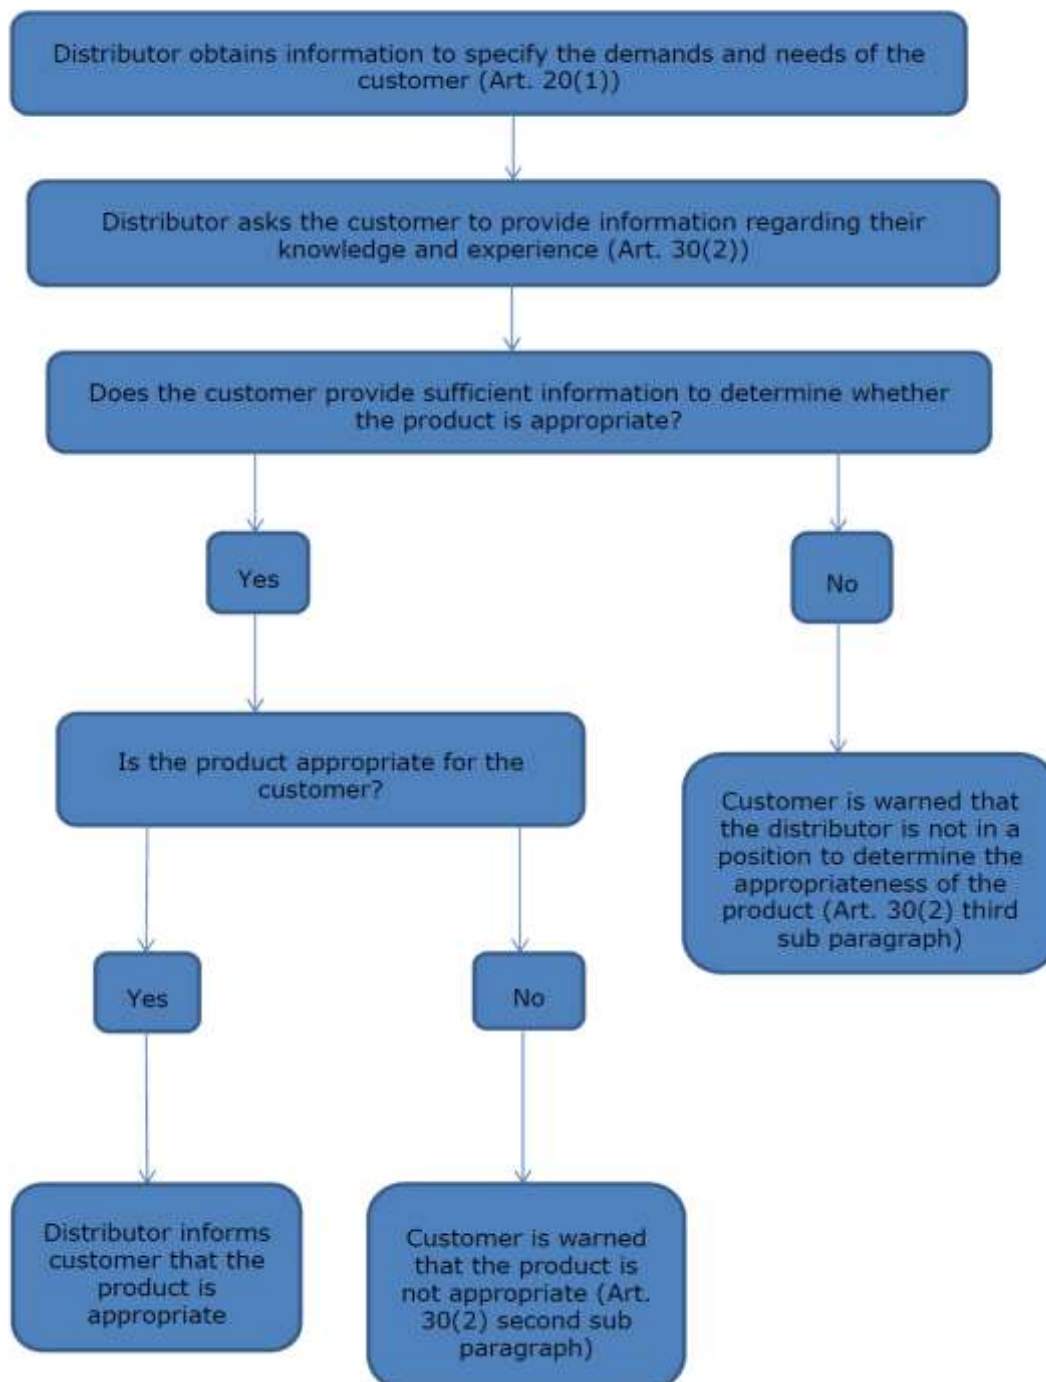 Distributor obtains information to specify the demands and needs of the
customer (Art. 20(1))
Distributor asks the customer to provide information regarding their
knowledge and experience (Art. 30(2))
Does the customer provide sufficient information to determine whether
the product is appropriate?
Yes
No
Is the product appropriate for the
customer?
Customer is warned that
the distributor is not in a
position to determine the
appropriateness of the
product (Art. 30(2) third
sub paragraph)
Yes
No
Distributor informs
customer that the
product is
appropriate
Customer is warned
that the product is
not appropriate (Art.
30(2) second sub
paragraph)